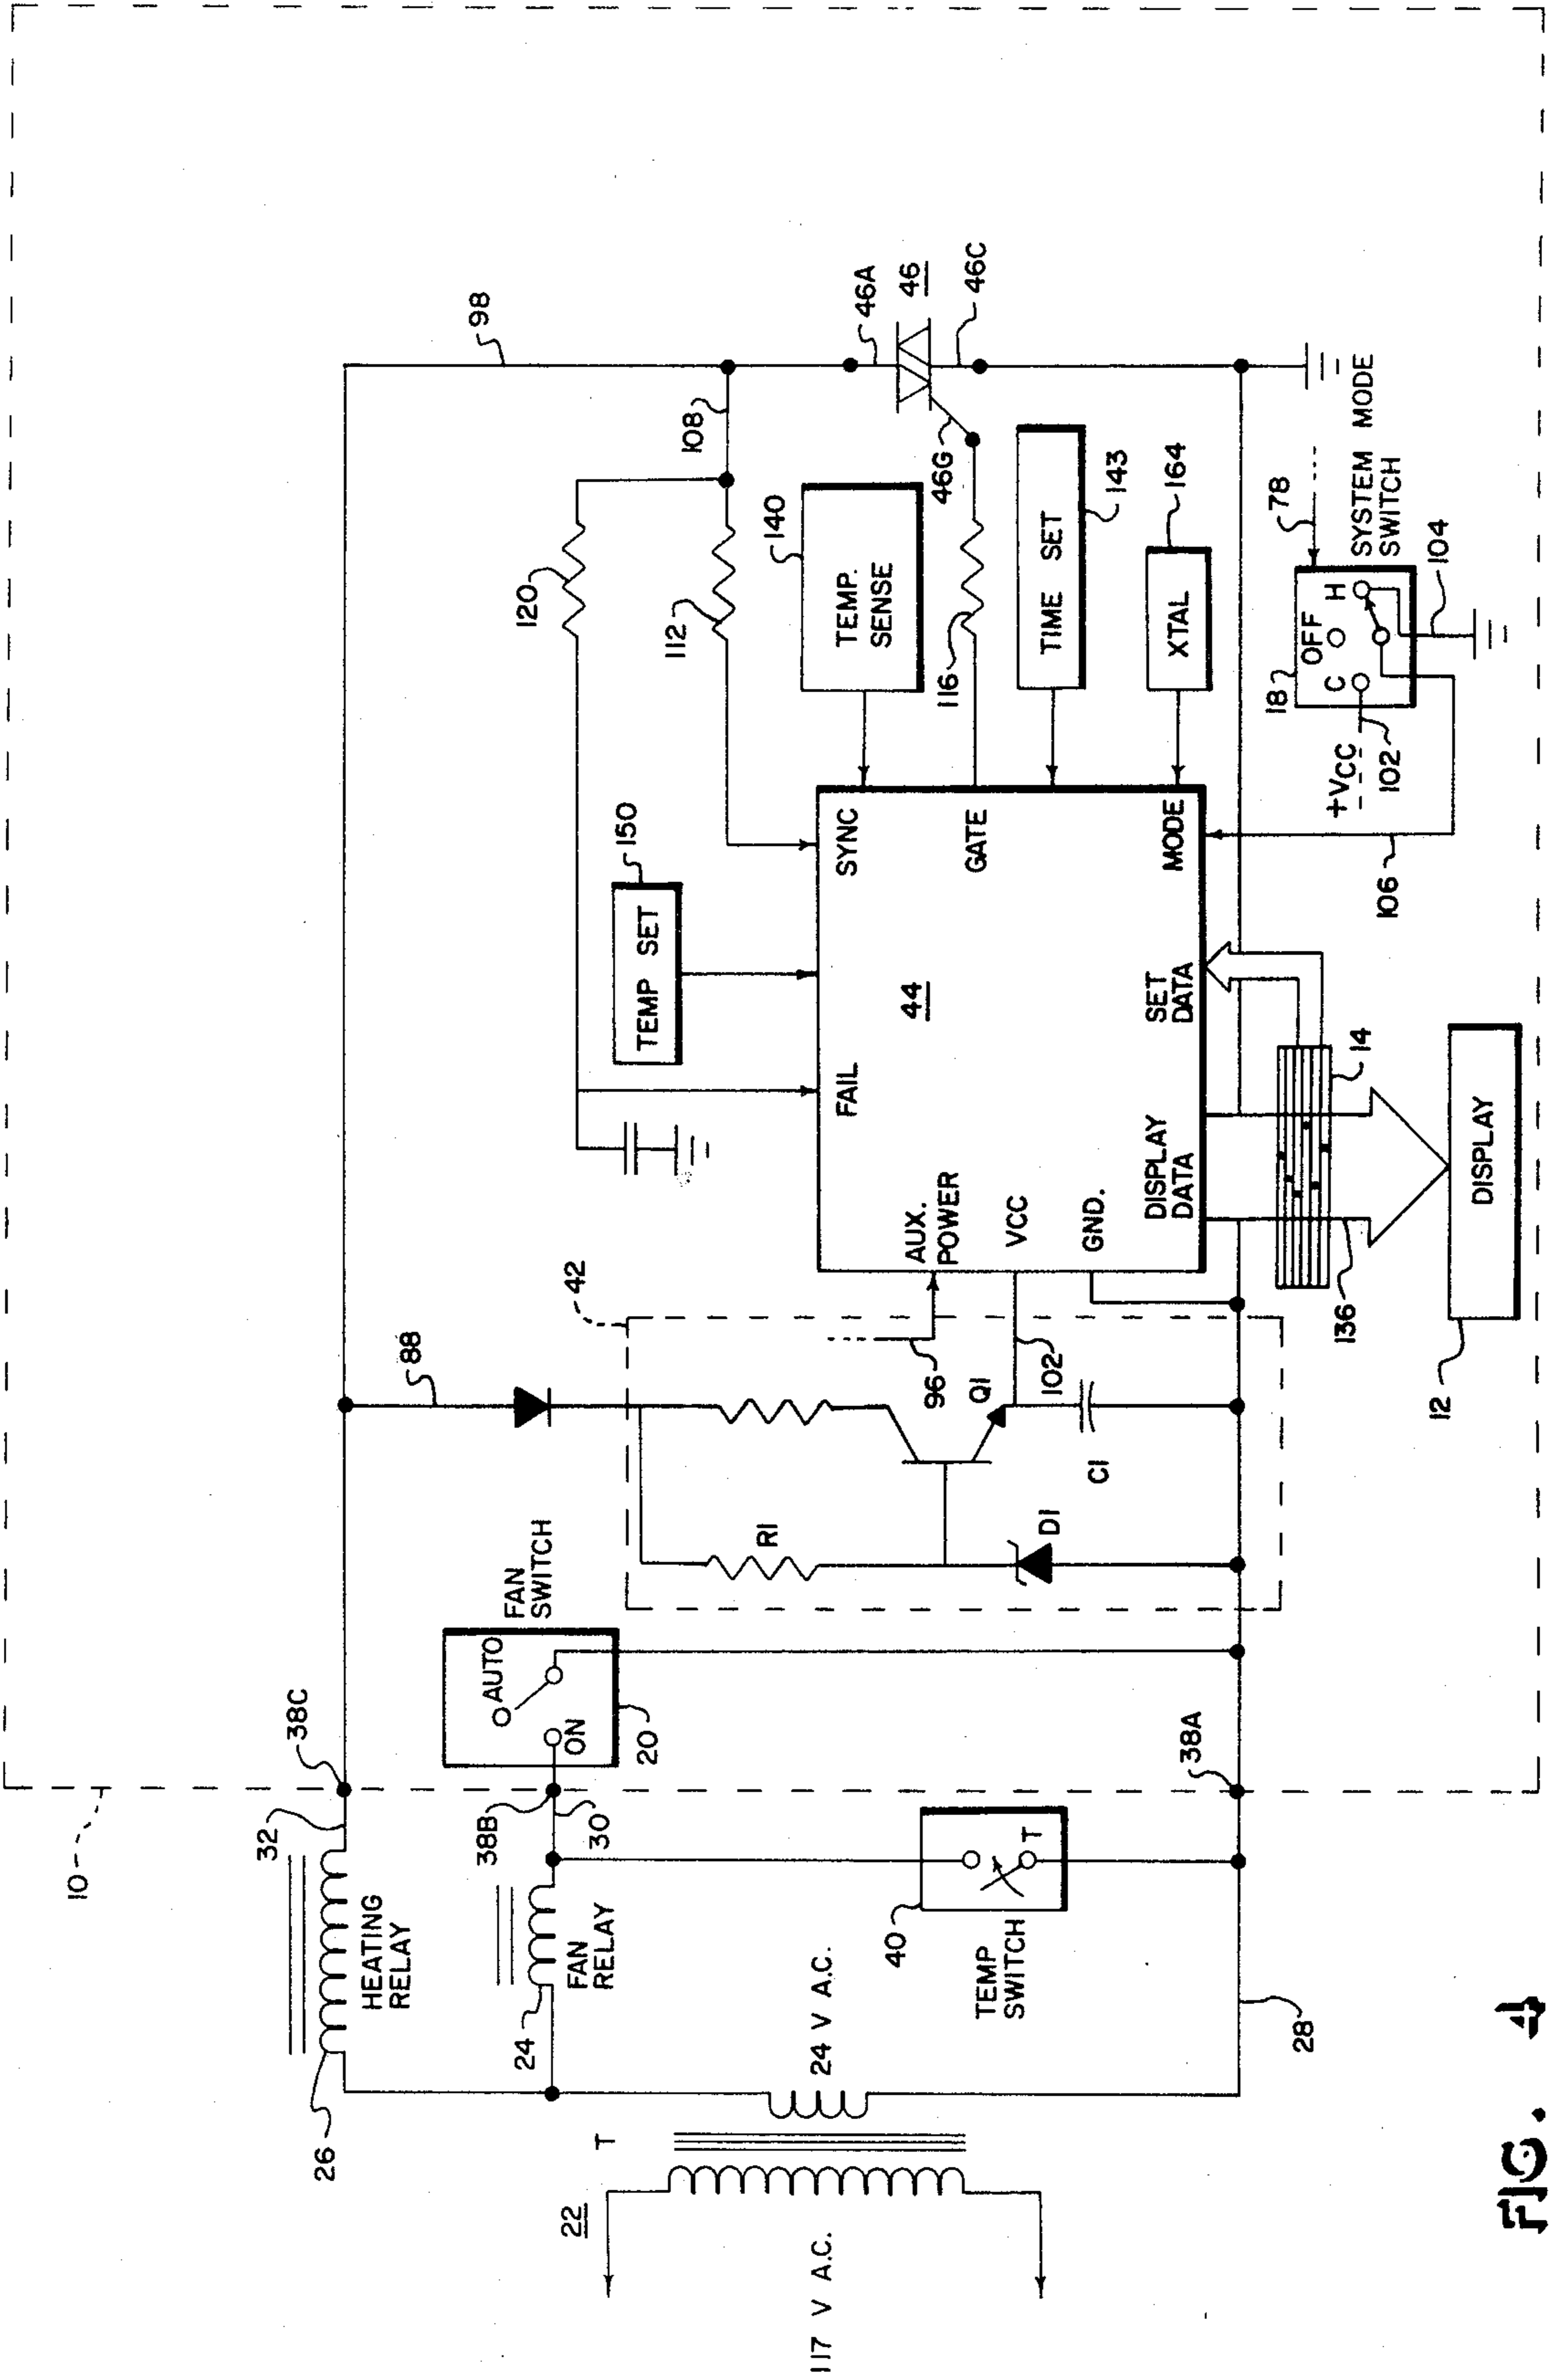 10
32
38C
26
HEATING
RELAY
88
98
FAN
SWITCH
AUTO
ON
20
38B
30
24
FAN
RELAY
T
22
117 V A.C.
24 V A.C.
40
T
TEMP
SWITCH
28
38A
42
R1
D1
Q1
C1
96
102
120
112
108
TEMP SET
150
FAIL
SYNC
AUX.
POWER
VCC
GND.
44
GATE
MODE
DISPLAY
DATA
SET
DATA
TEMP.
SENSE
140
116
46A
46
46C
46G
TIME SET
143
XTAL
164
78
18
OFF
C
H
SYSTEM MODE
SWITCH
+VCC
102
104
106
14
136
DISPLAY
12
FIG. 4